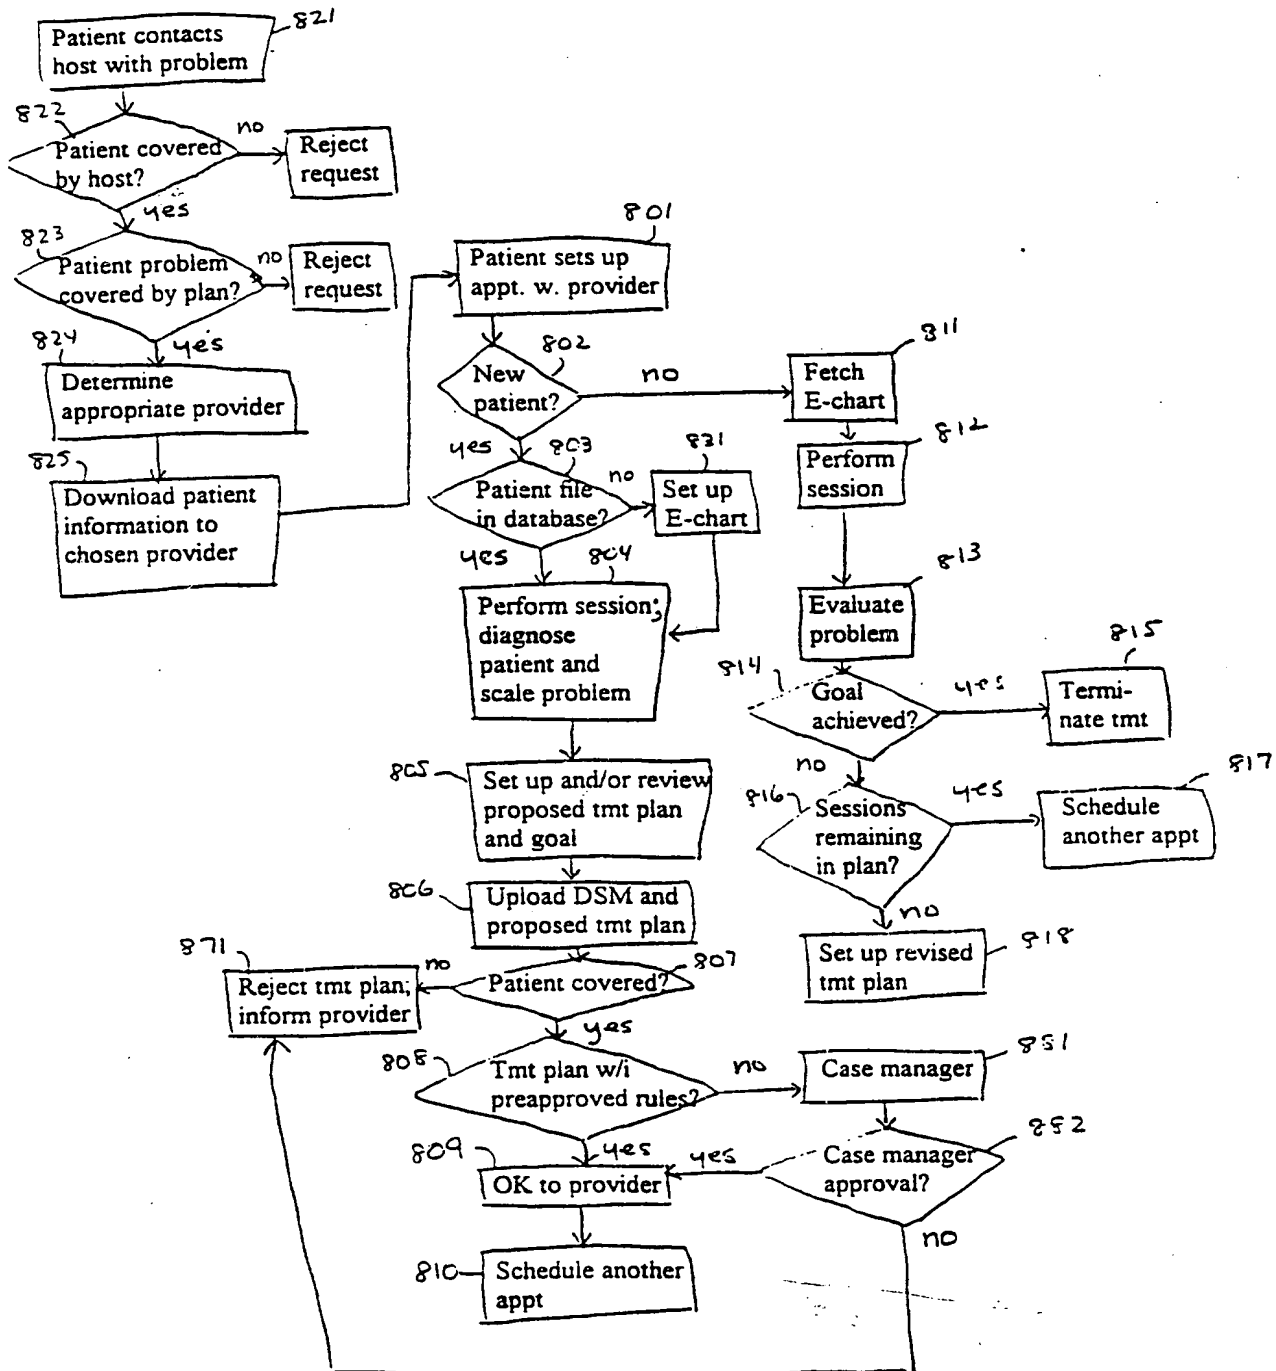 821
Patient contacts
host with problem
822
no
Patient covered
by host?
Reject
request
yes
823
no
Patient problem
covered by plan?
Reject
request
yes
824
Determine
appropriate provider
825
Download patient
information to
chosen provider
801
Patient sets up
appt. w. provider
802
New
patient?
no
yes
803
Patient file
in database?
no
831
Set up
E-chart
yes
804
Perform session;
diagnose
patient and
scale problem
805
Set up and/or review
proposed tmt plan
and goal
806
Upload DSM and
proposed tmt plan
807
Patient covered?
no
871
Reject tmt plan;
inform provider
yes
808
Tmt plan w/i
preapproved rules?
no
851
Case manager
852
Case manager
approval?
yes
no
yes
809
OK to provider
810
Schedule another
appt
811
Fetch
E-chart
812
Perform
session
813
Evaluate
problem
814
Goal
achieved?
yes
815
Termi-
nate tmt
no
816
Sessions
remaining
in plan?
yes
817
Schedule
another appt
no
818
Set up revised
tmt plan